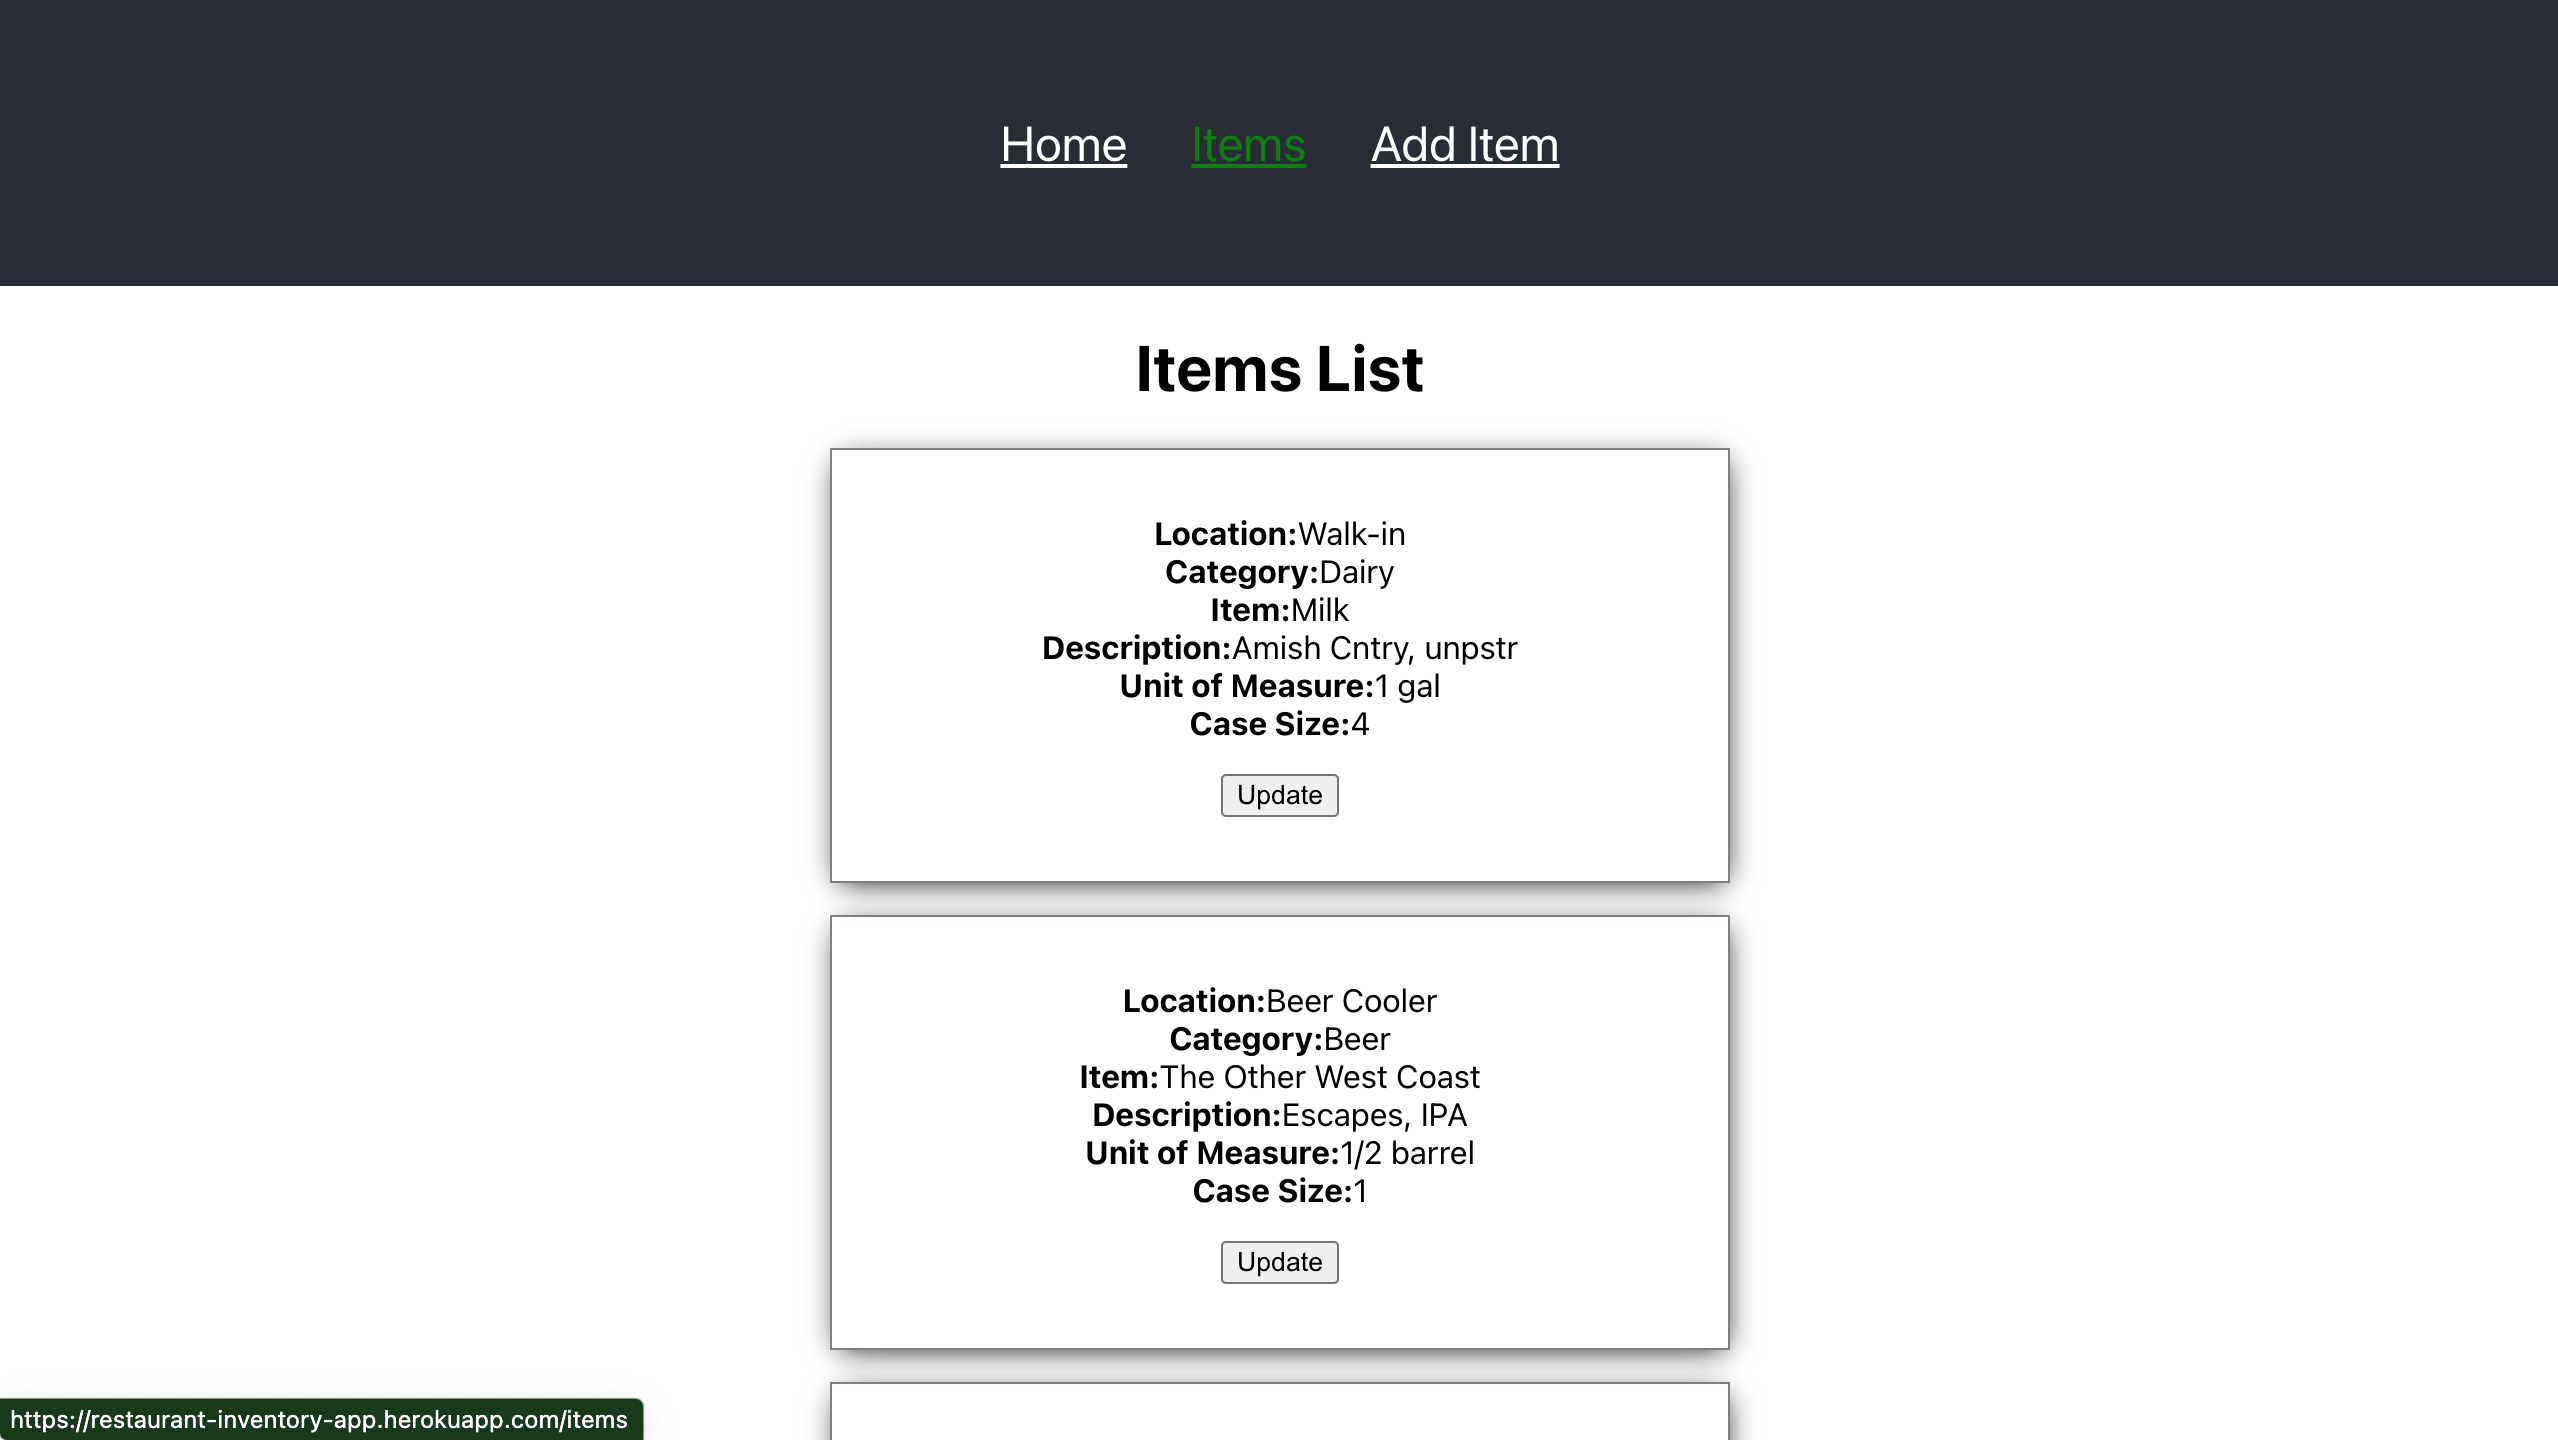 Home Items Add Item
Items List
Location:Walk-in
Category:Dairy
Item:Milk
Description:Amish Cntry, unpstr
Unit of Measure:1 gal
Case Size:4
Update
Location:Beer Cooler
Category:Beer
Item:The Other West Coast
Description:Escapes, IPA
Unit of Measure:1/2 barrel
Case Size:1
Update
https://restaurant-inventory-app.herokuapp.com/items